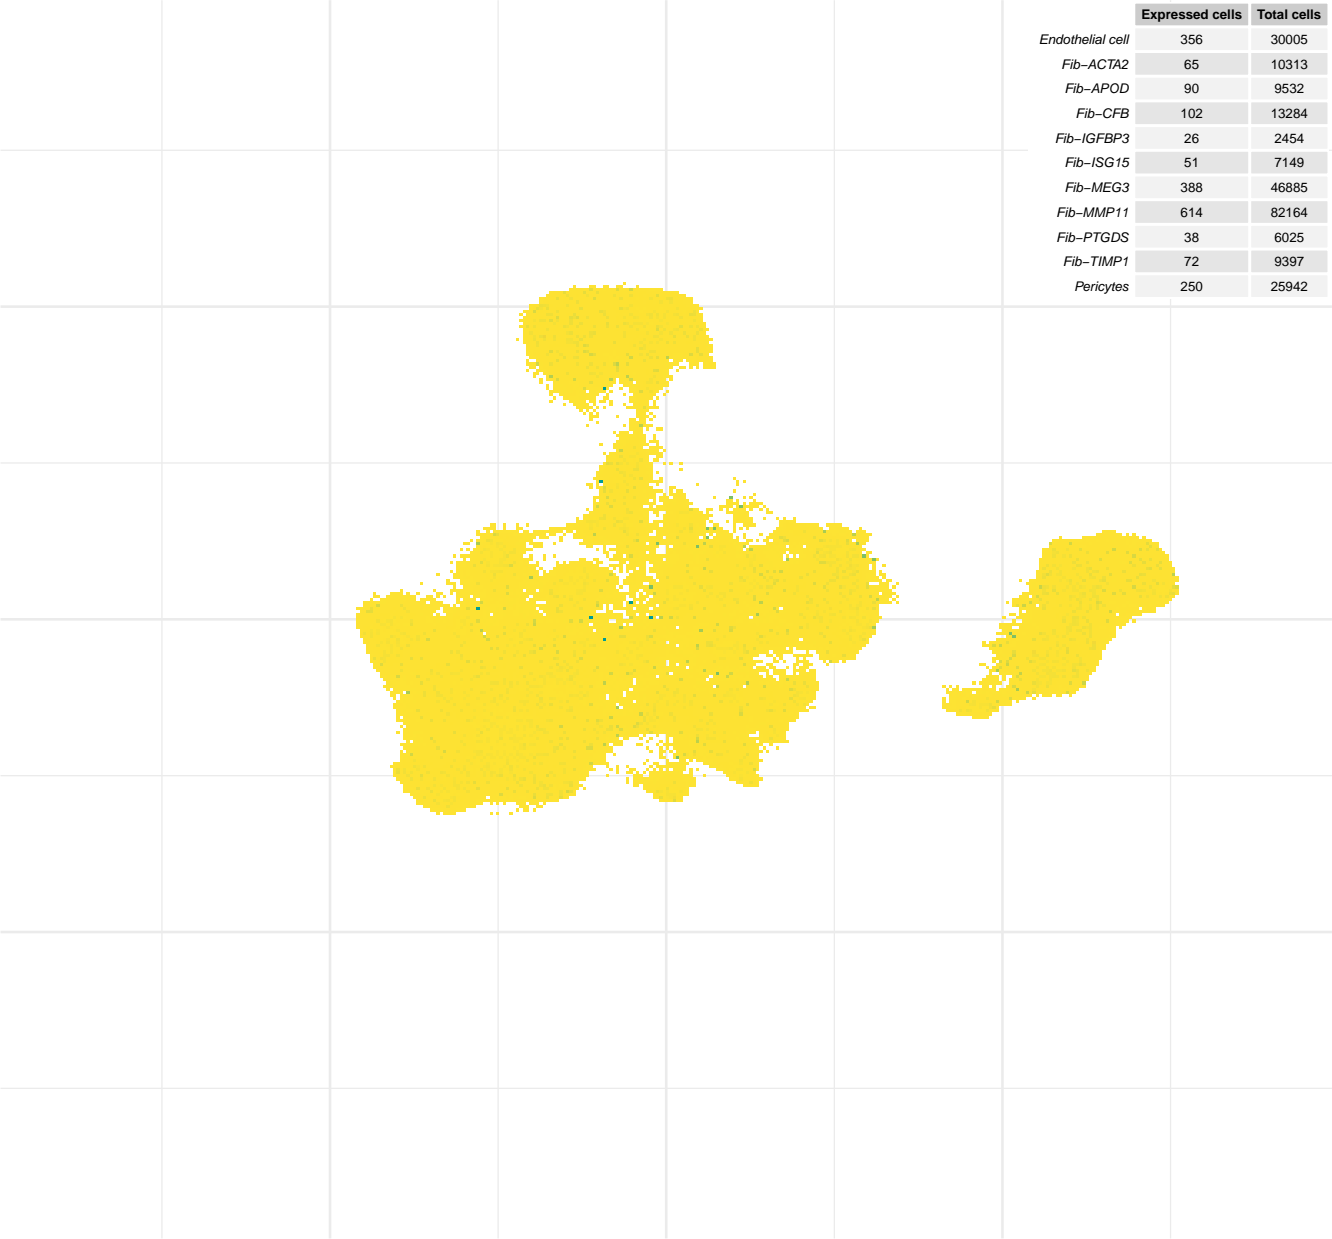 Expressed cells Total cells
Endothelial cell 356 30005
Fib−ACTA2 65 10313
Fib−APOD 90 9532
Fib−CFB 102 13284
Fib−IGFBP3 26 2454
Fib−ISG15 51 7149
Fib−MEG3 388 46885
Fib−MMP11 614 82164
Fib−PTGDS 38 6025
Fib−TIMP1 72 9397
Pericytes 250 25942